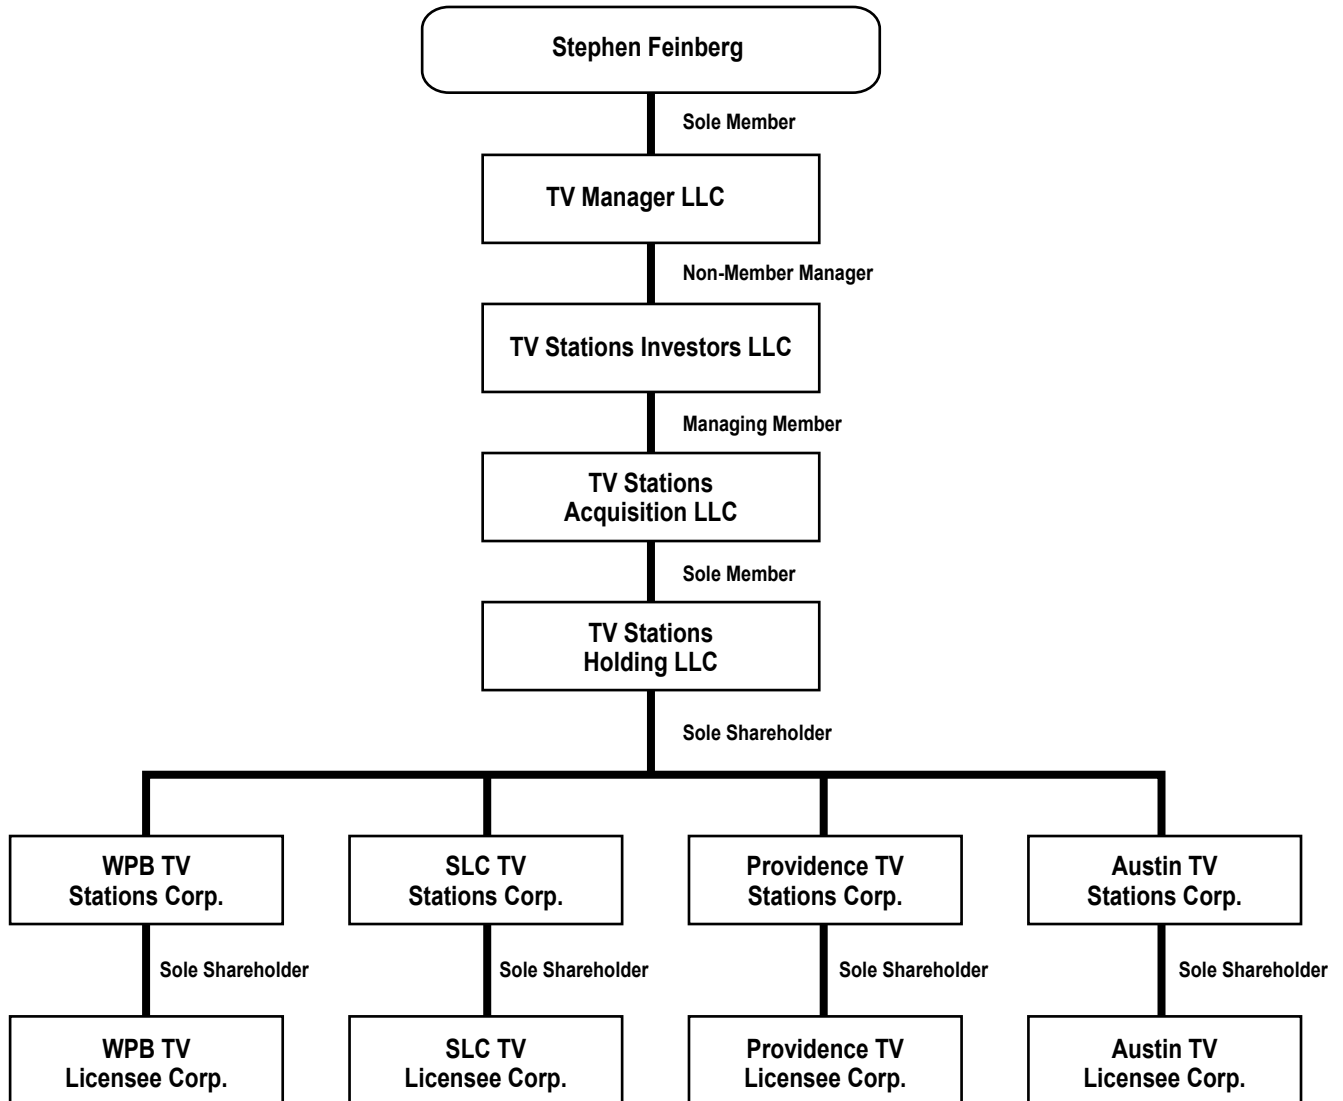 Stephen Feinberg
Sole Member
TV Manager LLC
Non-Member Manager
TV Stations Investors LLC
Managing Member
TV Stations
Acquisition LLC
Sole Member
TV Stations
Holding LLC
Sole Shareholder
WPB TV
Stations Corp.
SLC TV
Stations Corp.
Providence TV
Stations Corp.
Austin TV
Stations Corp.
Sole Shareholder
Sole Shareholder
Sole Shareholder
Sole Shareholder
WPB TV
Licensee Corp.
SLC TV
Licensee Corp.
Providence TV
Licensee Corp.
Austin TV
Licensee Corp.